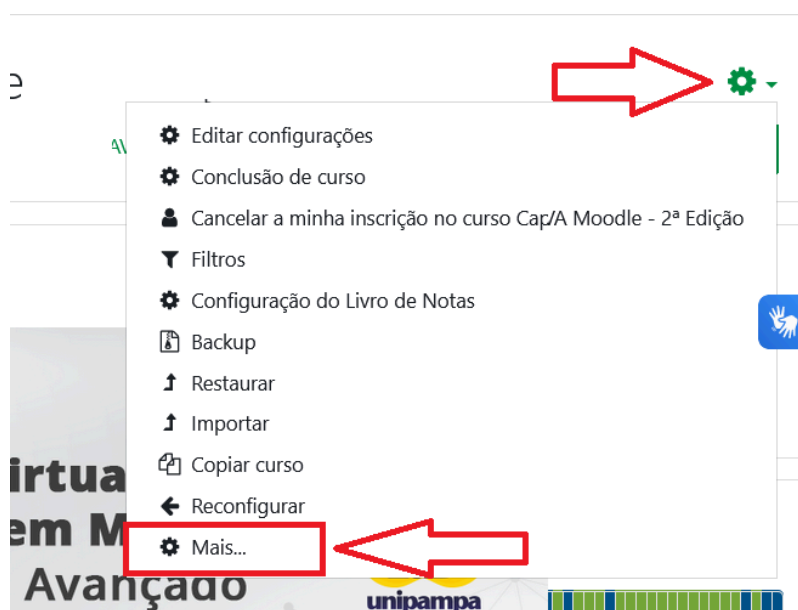 e
Editar configurações
Conclusão de curso
Cancelar a minha inscrição no curso Cap/A Moodle - 2ª Edição
Filtros
Configuração do Livro de Notas
Backup
Restaurar
Importar
Copiar curso
Reconfigurar
Mais...
irtua
em M
Avançado
unipampa